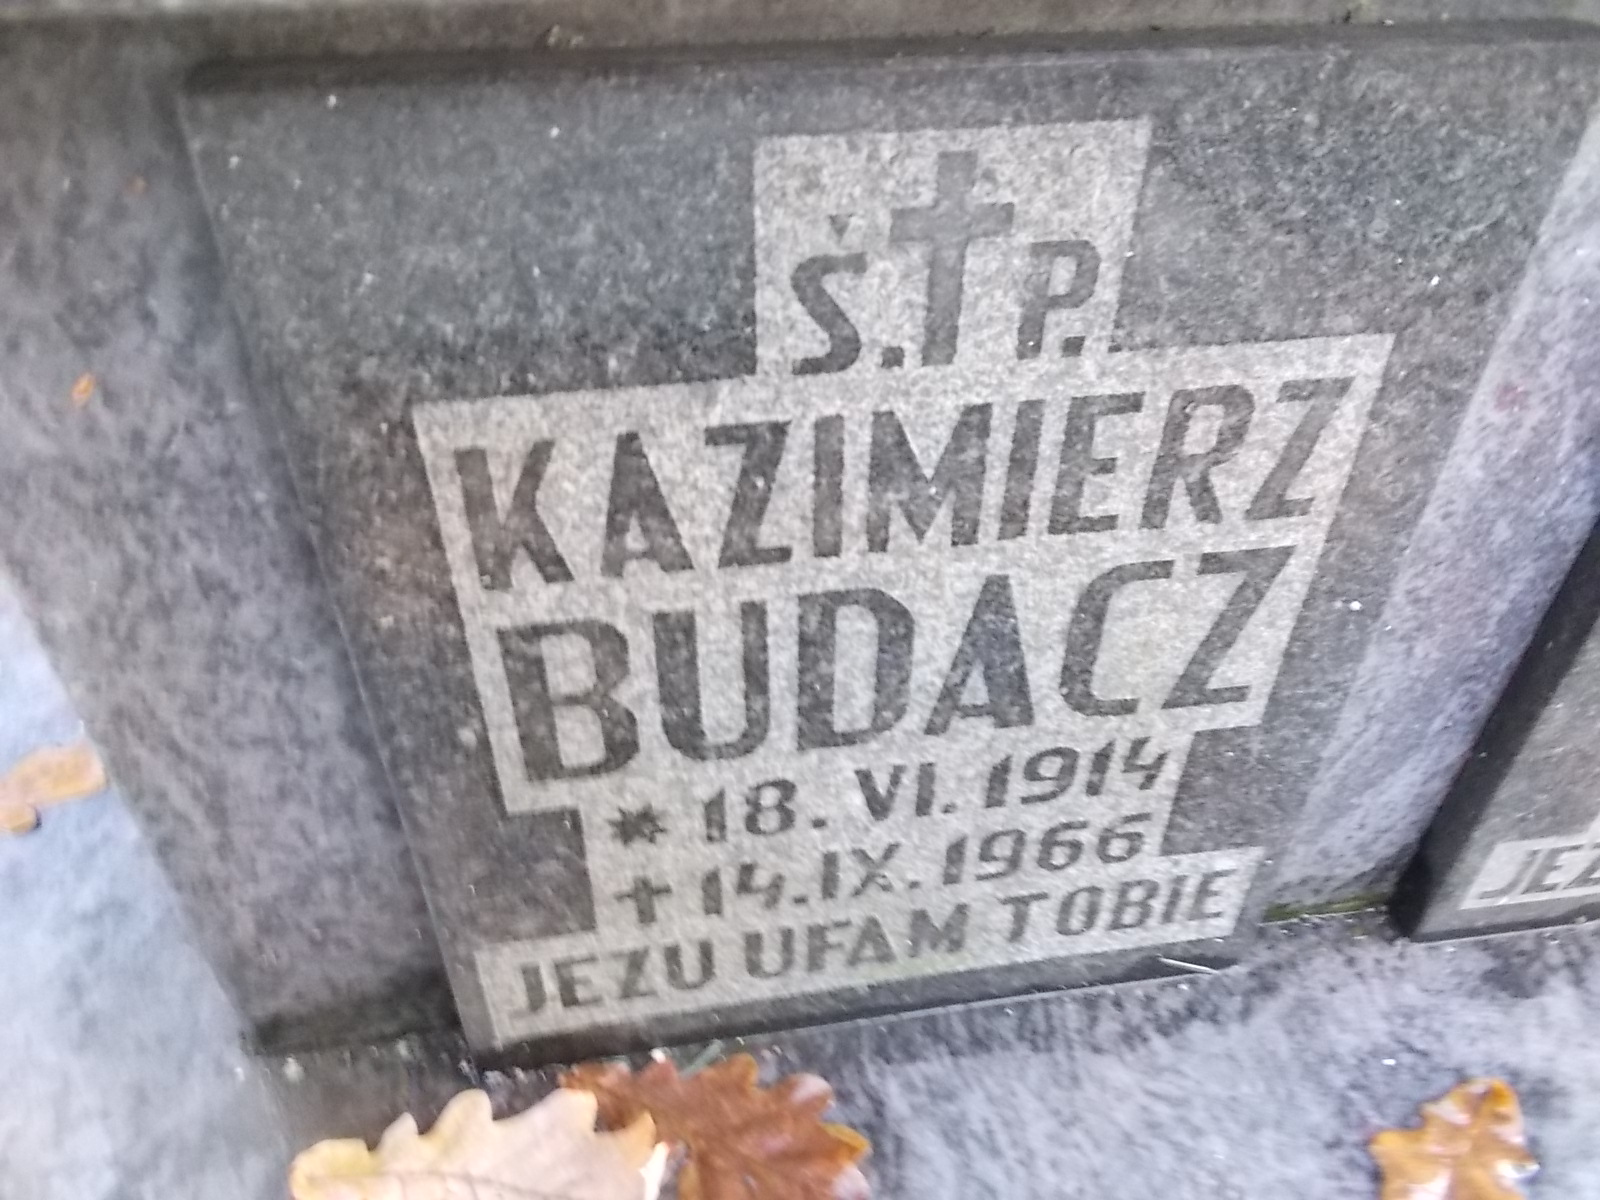 Ś.✝P.
KAZIMIERZ
BUDACZ
* 18. VI. 1914
✝ 14. IX. 1966
JEZU UFAM TOBIE